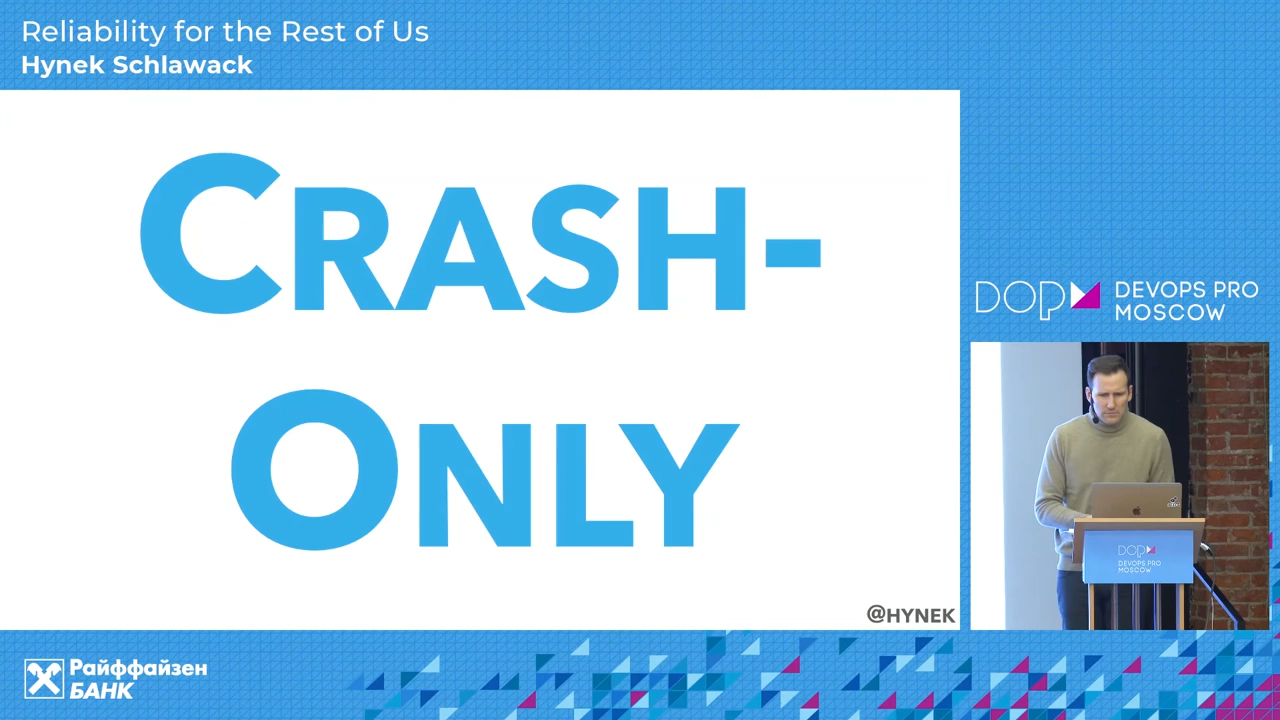 Reliability for the Rest of Us
Hynek Schlawack
CRASH-
ONLY
@HYNEK
DOP DEVOPS PRO
MOSCOW
DOP
DEVOPS PRO
MOSCOW
Райффайзен
БАНК